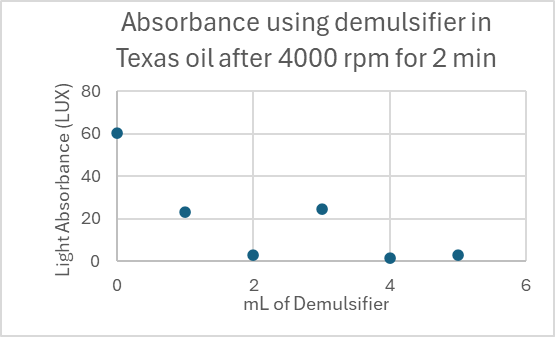 Absorbance using demulsifier in
Texas oil after 4000 rpm for 2 min
Light Absorbance (LUX)
80
60
40
20
0
0 2 4 6
mL of Demulsifier